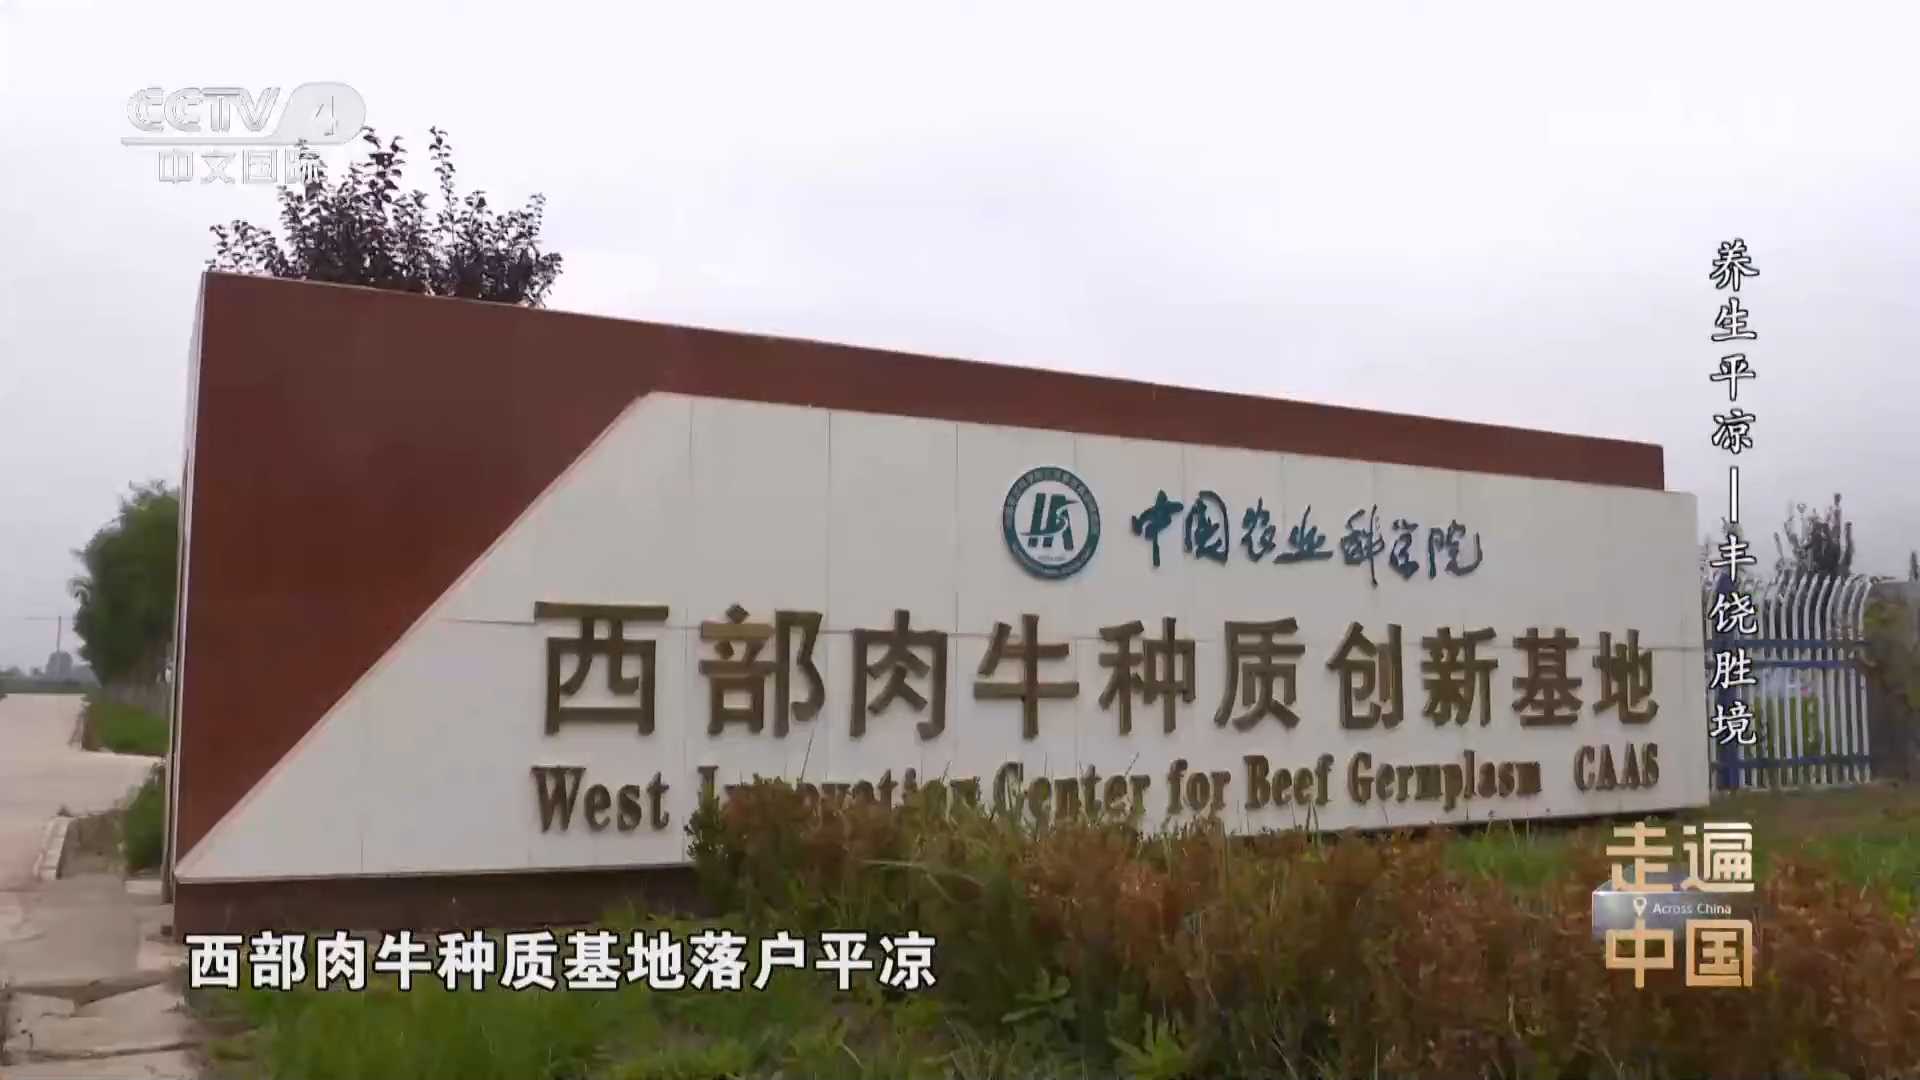 CCTV 4
中文国际
养生平凉—丰饶胜境
中国农业科学院
西部肉牛种质创新基地
West Innovation Center for Beef Germplasm CAAS
走遍
Across China
中国
西部肉牛种质基地落户平凉